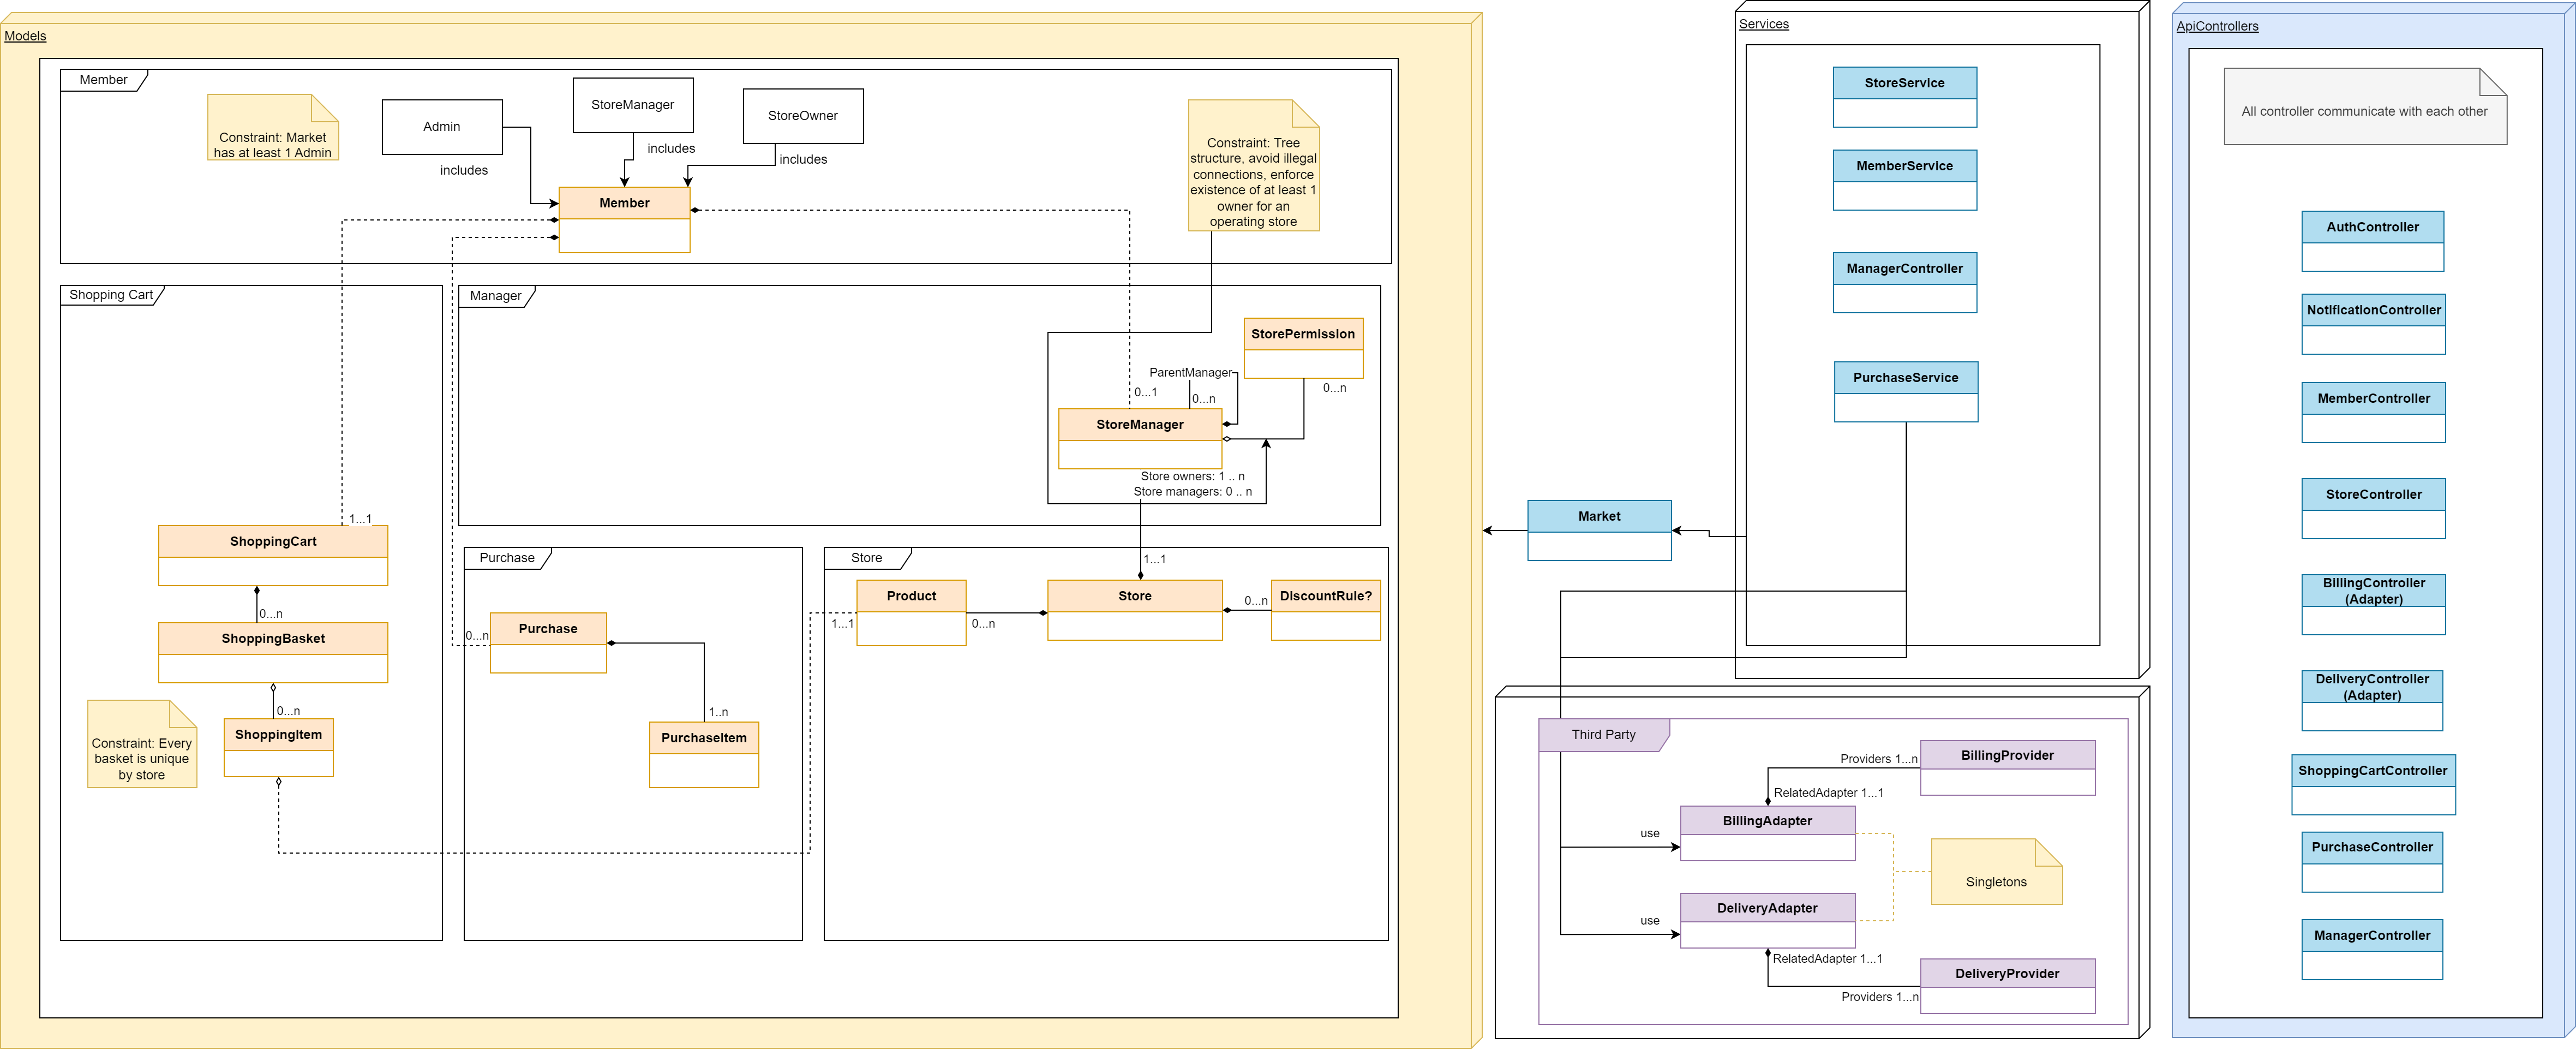 Models
Member
Constraint: Market
has at least 1 Admin
Admin
StoreManager
StoreOwner
includes
includes
includes
Member
Constraint: Tree
structure, avoid illegal
connections, enforce
existence of at least 1
owner for an
operating store
Shopping Cart
1...1
ShoppingCart
0...n
ShoppingBasket
0...n
ShoppingItem
Constraint: Every
basket is unique
by store
Manager
StorePermission
0...n
ParentManager
0...1
0...n
StoreManager
Store owners: 1 .. n
Store managers: 0 .. n
Purchase
0...n
Purchase
1..n
PurchaseItem
Store
1...1
Product
1...1
0...n
Store
0...n
DiscountRule?
Market
Services
StoreService
MemberService
ManagerController
PurchaseService
Third Party
BillingProvider
Providers 1...n
RelatedAdapter 1...1
BillingAdapter
use
Singletons
DeliveryAdapter
use
RelatedAdapter 1...1
DeliveryProvider
Providers 1...n
ApiControllers
All controller communicate with each other
AuthController
NotificationController
MemberController
StoreController
BillingController
(Adapter)
DeliveryController
(Adapter)
ShoppingCartController
PurchaseController
ManagerController